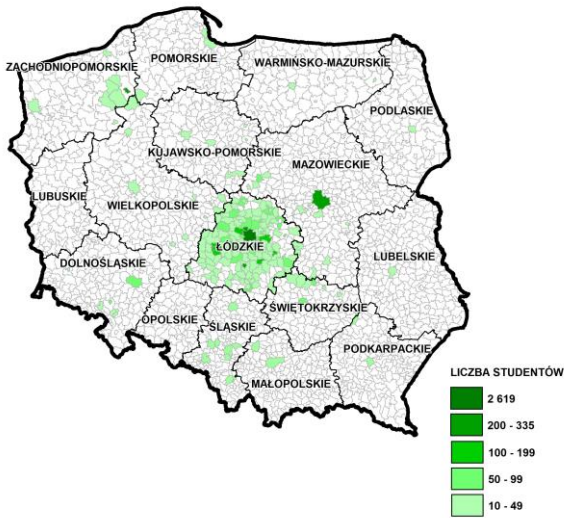 POMORSKIE
ZACHODNIOPOMORSKIE
WARMIŃSKO-MAZURSKIE
PODLASKIE
KUJAWSKO-POMORSKIE
MAZOWIECKIE
LUBUSKIE
WIELKOPOLSKIE
ŁÓDZKIE
LUBELSKIE
DOLNOŚLĄSKIE
ŚWIĘTOKRZYSKIE
OPOLSKIE
ŚLĄSKIE
PODKARPACKIE
MAŁOPOLSKIE
LICZBA STUDENTÓW
2 619
200 - 335
100 - 199
50 - 99
10 - 49